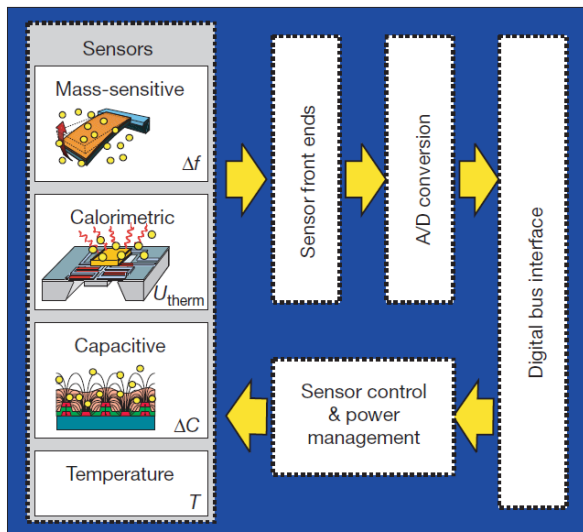 Sensors
Mass-sensitive
Δf
Calorimetric
U therm
Capacitive
ΔC
Temperature
T
Sensor front ends
A/D conversion
Digital bus interface
Sensor control
& power
management